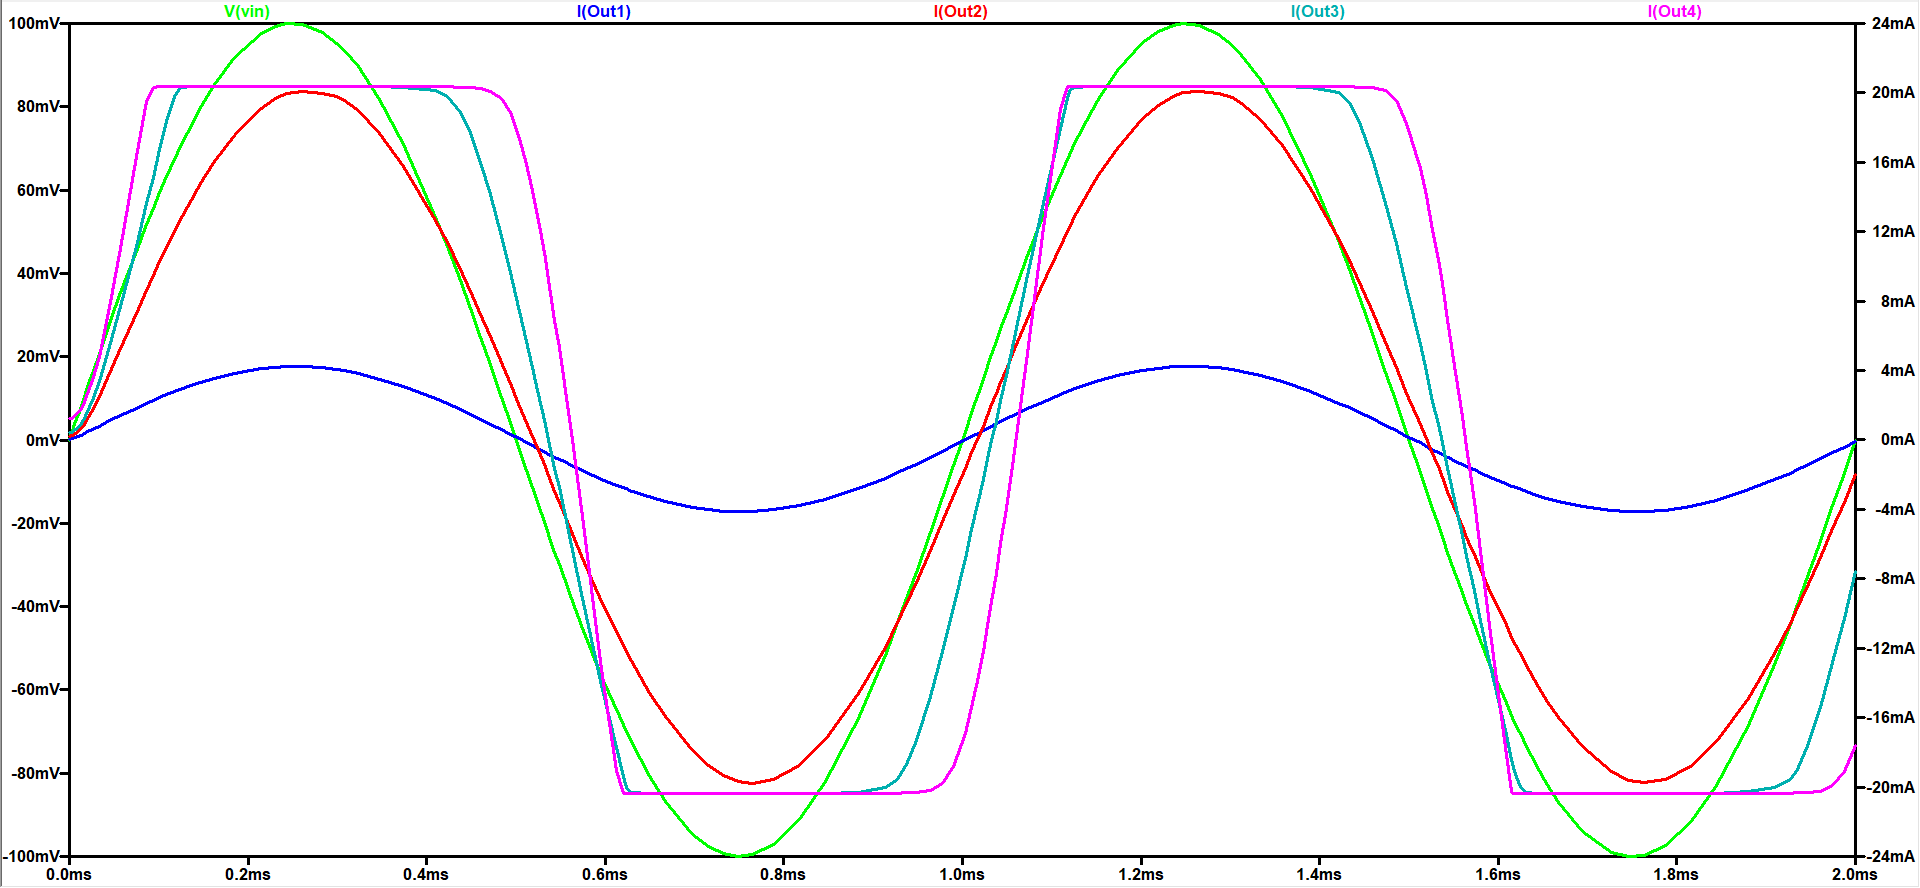 V(vin) I(Out1) I(Out2) I(Out3) I(Out4)
100mV 24mA
80mV 20mA
60mV 16mA
40mV 12mA
20mV 8mA
0mV 4mA
-20mV 0mA
-40mV -4mA
-60mV -8mA
-80mV -12mA
-100mV -16mA
-20mA
-24mA
0.0ms 0.2ms 0.4ms 0.6ms 0.8ms 1.0ms 1.2ms 1.4ms 1.6ms 1.8ms 2.0ms